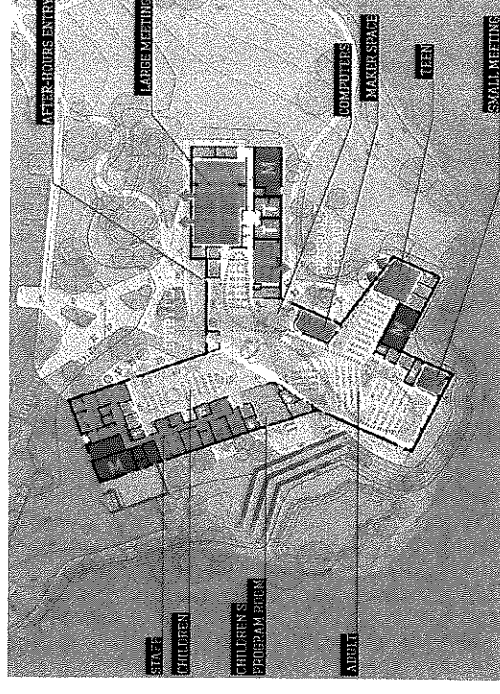 AFTER-HOURS ENTRY
LARGE MEETING
COMPUTERS
MAKER SPACE
TEEN
SMALL MEETING
STAFF
CHILDREN
CHILDREN'S
PROGRAM ROOM
ADULT
M
M
M